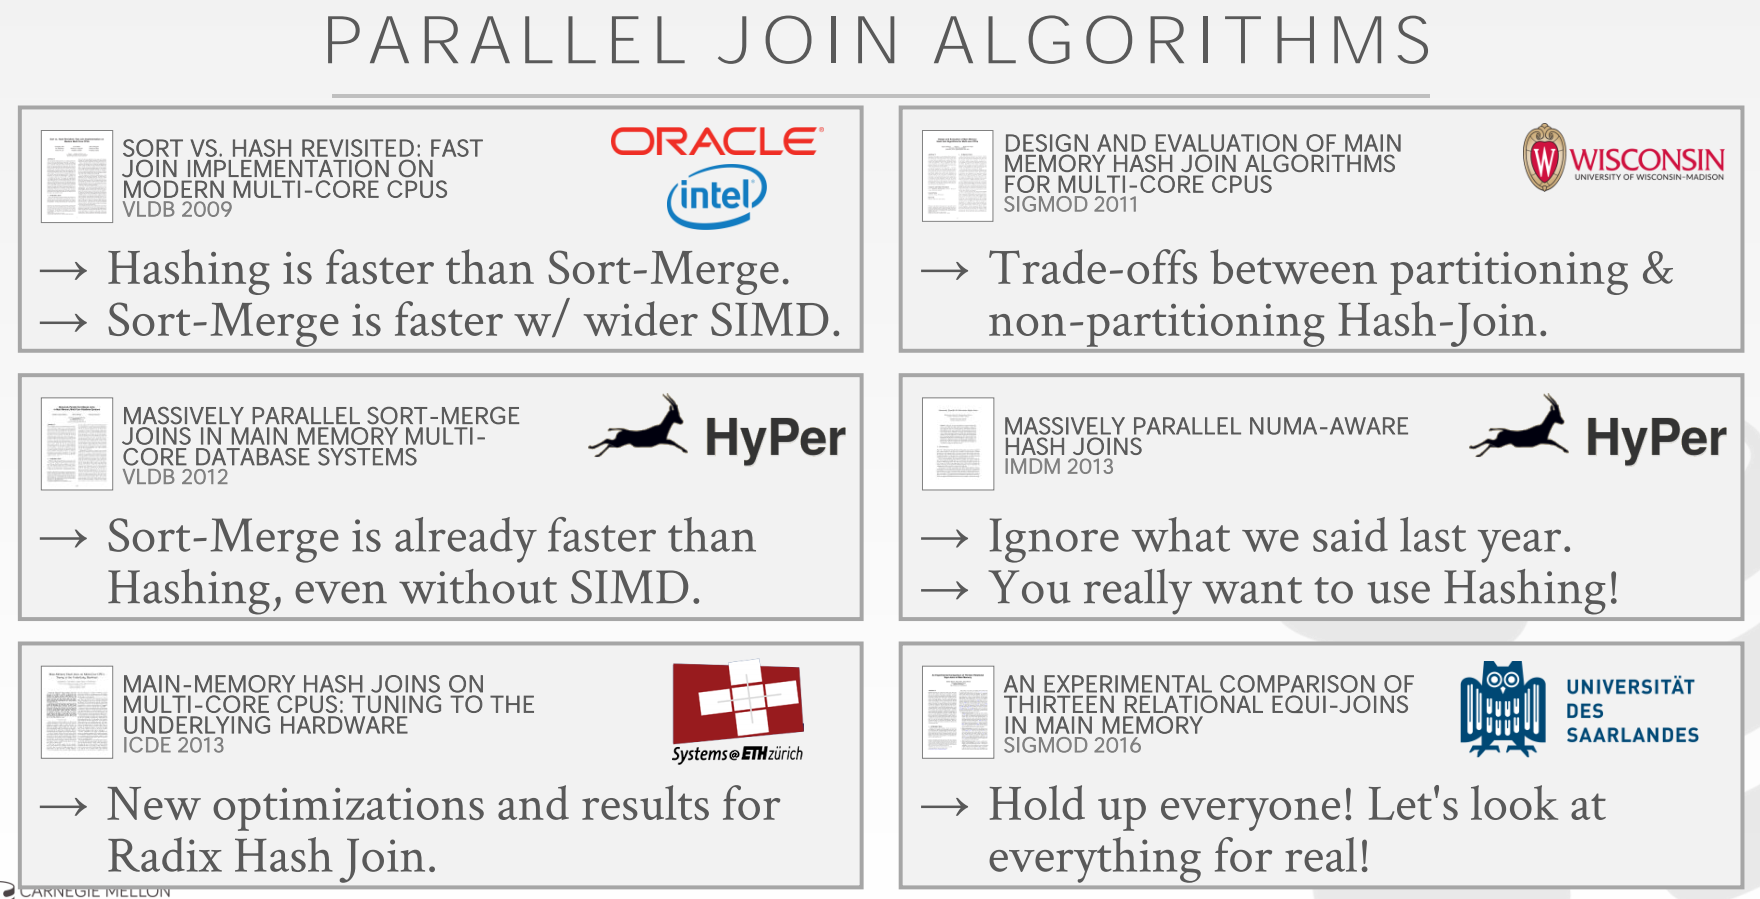 PARALLEL JOIN ALGORITHMS
SORT VS. HASH REVISITED: FAST
JOIN IMPLEMENTATION ON
MODERN MULTI-CORE CPUS
VLDB 2009
ORACLE®
intel®
→ Hashing is faster than Sort-Merge.
→ Sort-Merge is faster w/ wider SIMD.
DESIGN AND EVALUATION OF MAIN
MEMORY HASH JOIN ALGORITHMS
FOR MULTI-CORE CPUS
SIGMOD 2011
W
WISCONSIN
UNIVERSITY OF WISCONSIN-MADISON
→ Trade-offs between partitioning &
non-partitioning Hash-Join.
MASSIVELY PARALLEL SORT-MERGE
JOINS IN MAIN MEMORY MULTI-
CORE DATABASE SYSTEMS
VLDB 2012
HyPer
→ Sort-Merge is already faster than
Hashing, even without SIMD.
MASSIVELY PARALLEL NUMA-AWARE
HASH JOINS
IMDM 2013
HyPer
→ Ignore what we said last year.
→ You really want to use Hashing!
MAIN-MEMORY HASH JOINS ON
MULTI-CORE CPUS: TUNING TO THE
UNDERLYING HARDWARE
ICDE 2013
Systems@ETHzürich
→ New optimizations and results for
Radix Hash Join.
AN EXPERIMENTAL COMPARISON OF
THIRTEEN RELATIONAL EQUI-JOINS
IN MAIN MEMORY
SIGMOD 2016
UNIVERSITÄT
DES
SAARLANDES
→ Hold up everyone! Let's look at
everything for real!
CARNEGIE MELLON